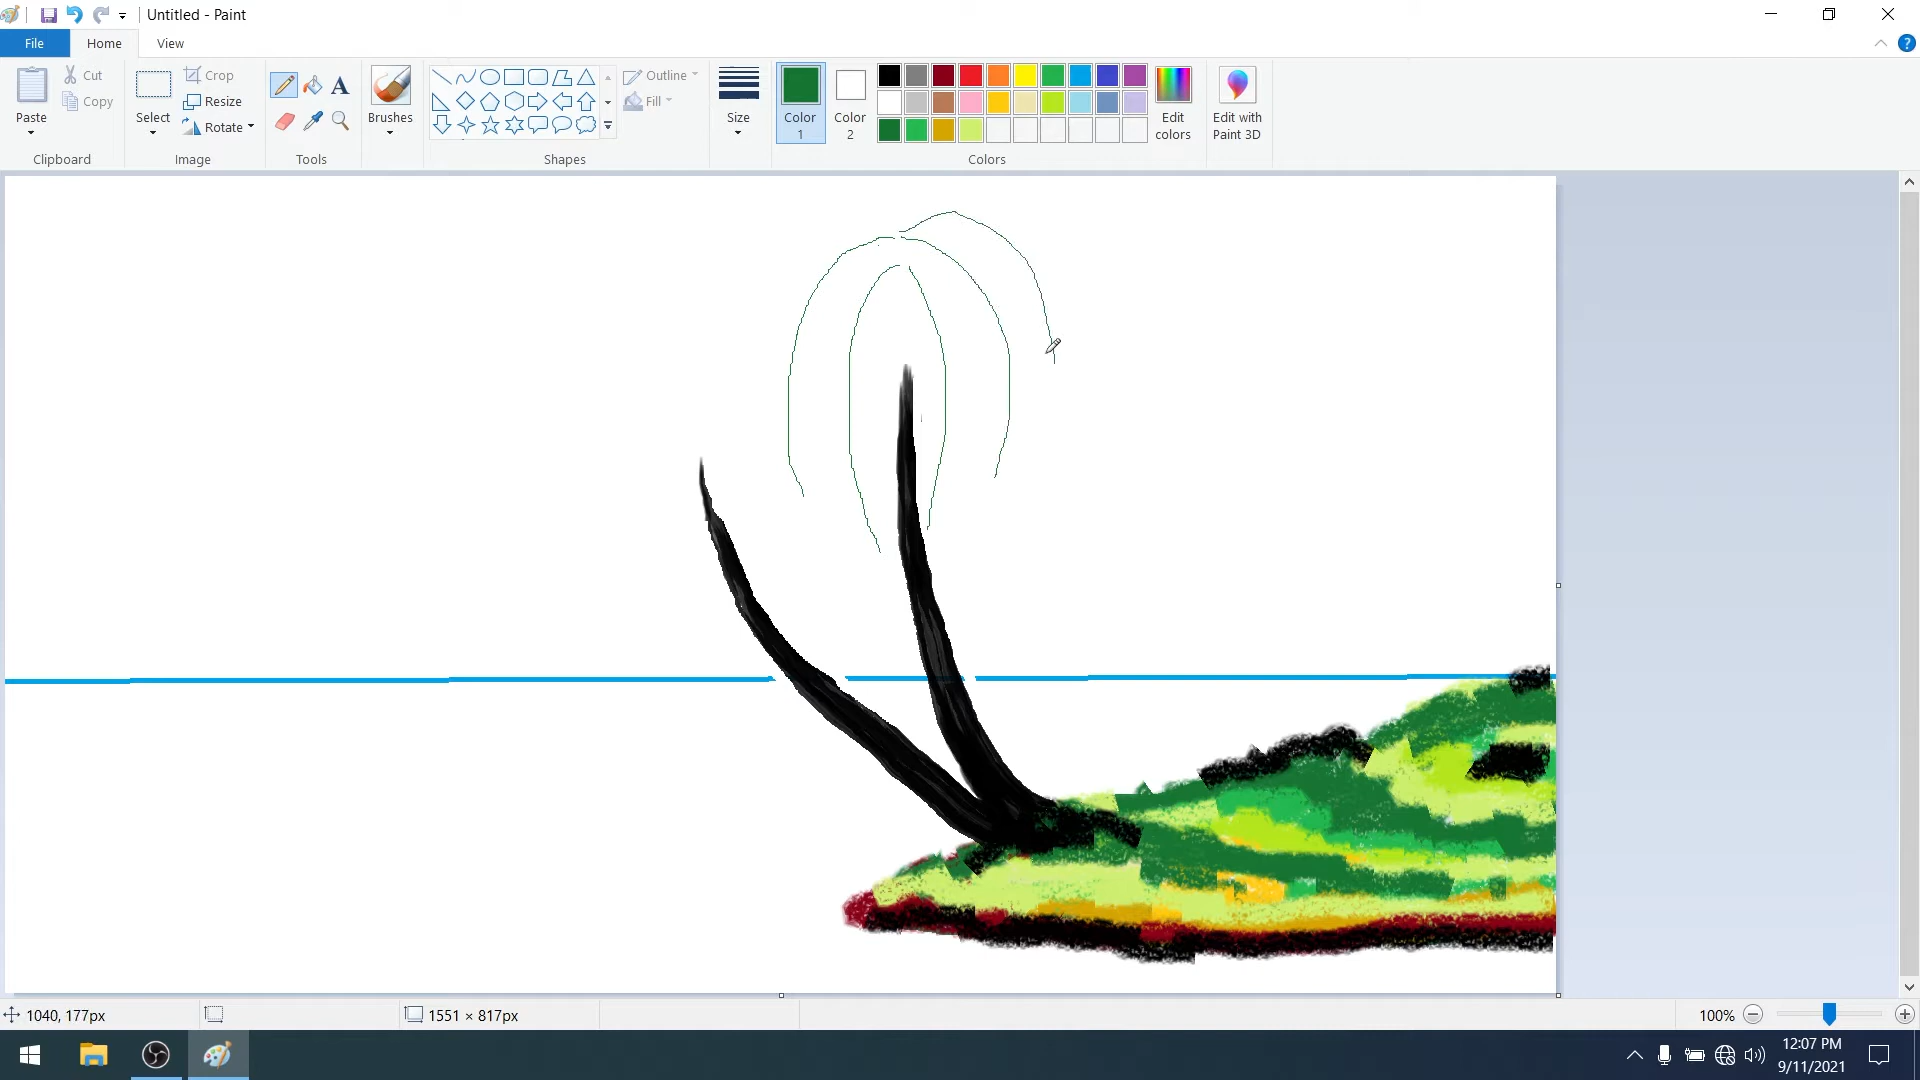 Untitled - Paint
File Home View
Paste
Cut
Copy
Clipboard
Select
Crop
Resize
Rotate
Image
A
Tools
Brushes
Shapes
Outline
Fill
Size
Color 1
Color 2
Colors
Edit colors
Edit with Paint 3D
?
1040, 177px
1551 × 817px
100%
12:07 PM
9/11/2021